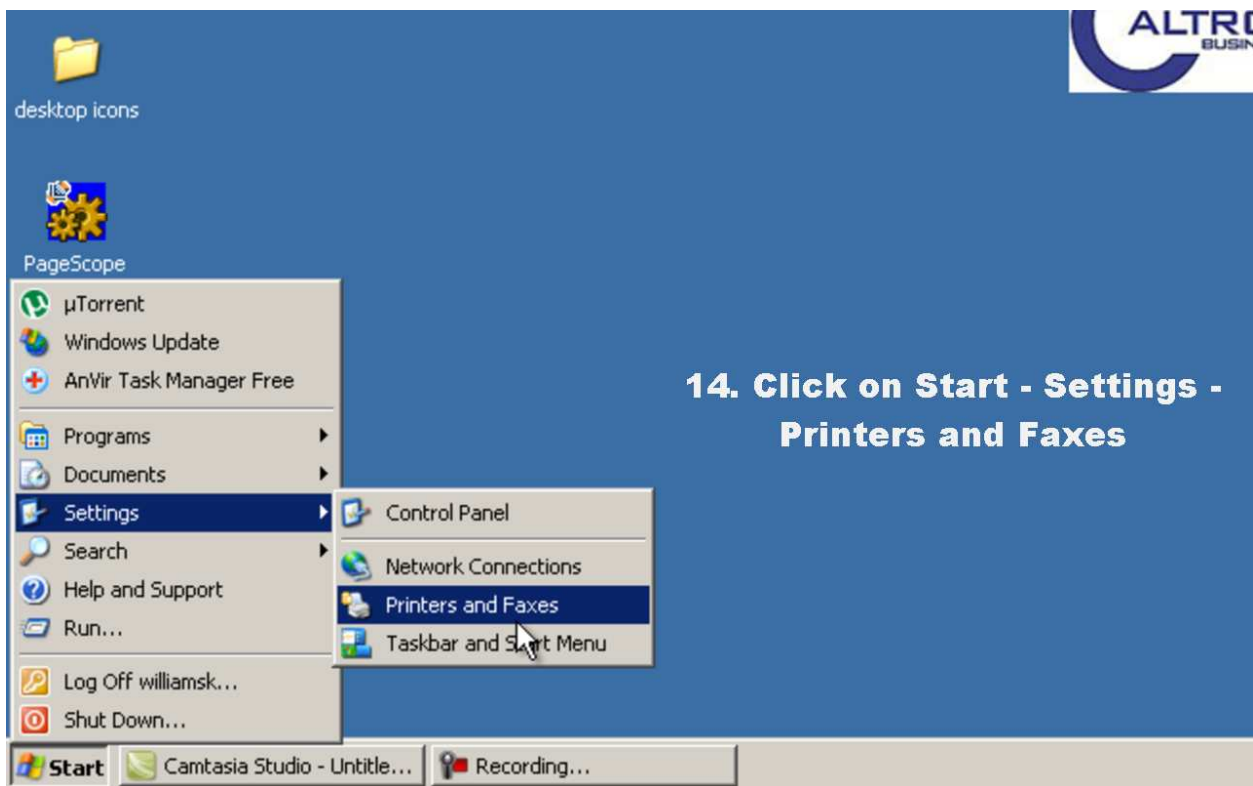 desktop icons
PageScope
µTorrent
Windows Update
AnVir Task Manager Free
Programs
Documents
Settings
Search
Help and Support
Run...
Log Off williamsk...
Shut Down...
Control Panel
Network Connections
Printers and Faxes
Taskbar and Start Menu
14. Click on Start - Settings -
Printers and Faxes
Start
Camtasia Studio - Untitle...
Recording...